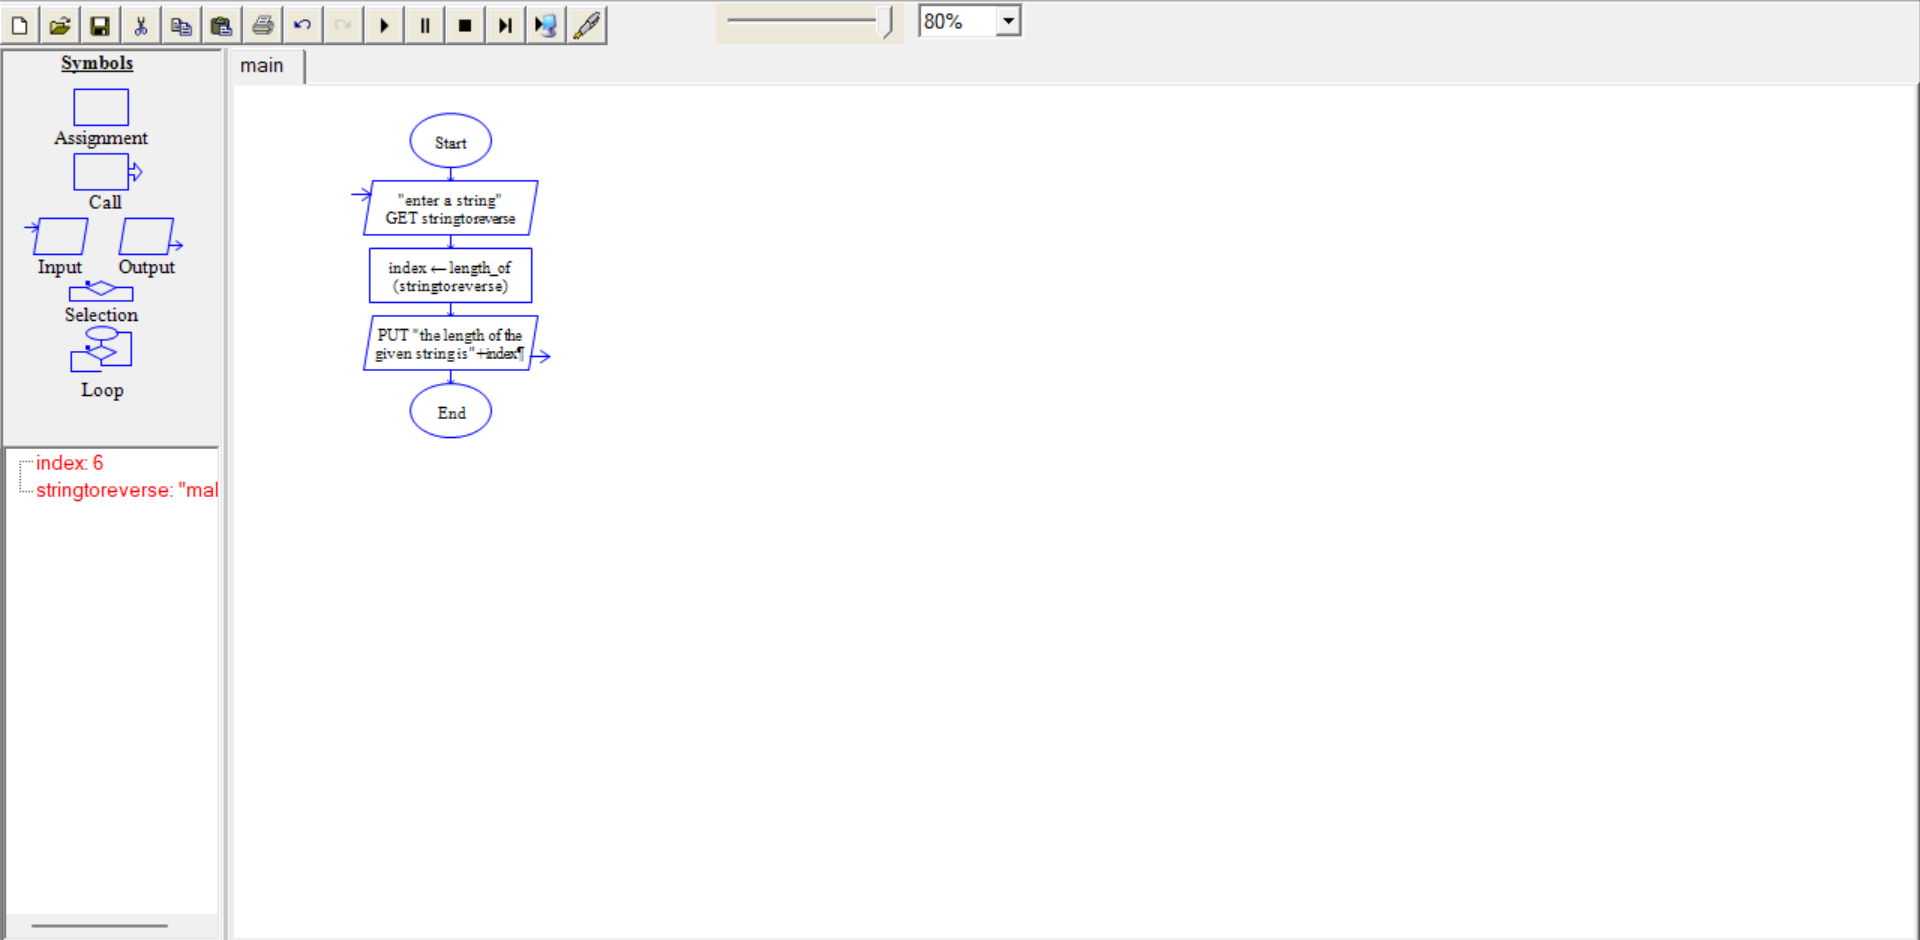 80%
Symbols
main
Assignment
Call
Input Output
Selection
Loop
index: 6
stringtoreverse: "mal
Start
"enter a string"
GET stringtoreverse
index ← length_of
(stringtoreverse)
PUT "the length of the
given string is"+index¶
End